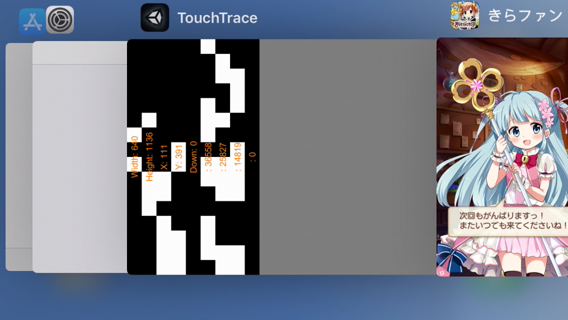 TouchTrace
きらファン
Width: 640
Height: 1136
X: 111
Y: 391
Down: 0
: 36558
: 25827
: 14819
: 0
次回もがんばりますっ！
またいつでも来てくださいね！